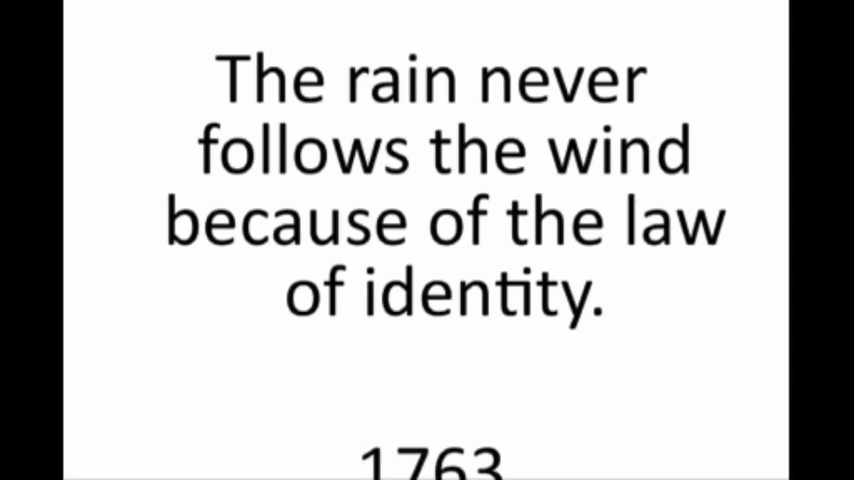 The rain never
follows the wind
because of the law
of identity.
1763